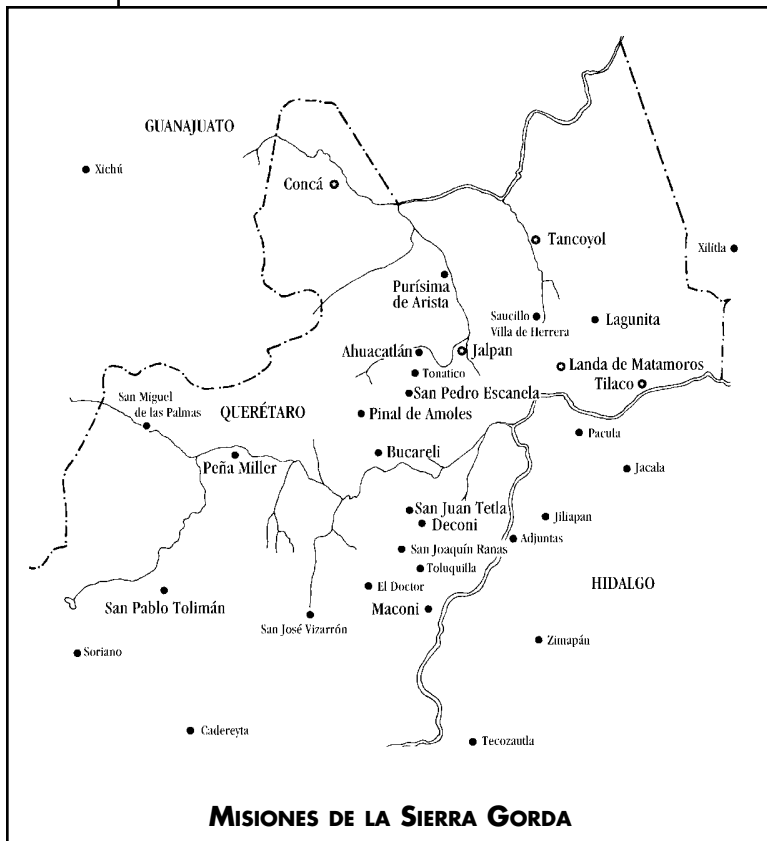 GUANAJUATO
Xichú
Concá
Tancoyol
Xilitla
Purísima
de Arista
Saucillo
Villa de Herrera
Lagunita
Ahuacatlán
Jalpan
Tonatico
Landa de Matamoros
Tilaco
San Pedro Escanela
San Miguel
de las Palmas
QUERÉTARO
Pinal de Amoles
Pacula
Bucareli
Peña Miller
Jacala
San Juan Tetla
Deconi
Jiliapan
Adjuntas
San Joaquín Ranas
Toluquilla
El Doctor
HIDALGO
San Pablo Tolimán
Maconi
San José Vizarrón
Zimapán
Soriano
Cadereyta
Tecozautla
MISIONES DE LA SIERRA GORDA